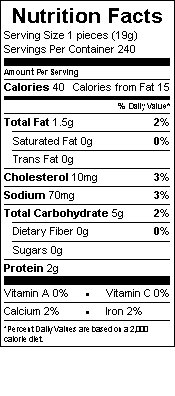 Nutrition Facts
Serving Size 1 pieces (19g)
Servings Per Container 240
Amount Per Serving
Calories 40 Calories from Fat 15
% Daily Value*
Total Fat 1.5g 2%
Saturated Fat 0g 0%
Trans Fat 0g
Cholesterol 10mg 3%
Sodium 70mg 3%
Total Carbohydrate 5g 2%
Dietary Fiber 0g 0%
Sugars 0g
Protein 2g
Vitamin A 0% • Vitamin C 0%
Calcium 2% • Iron 2%
*Percent Daily Values are based on a 2,000
calorie diet.